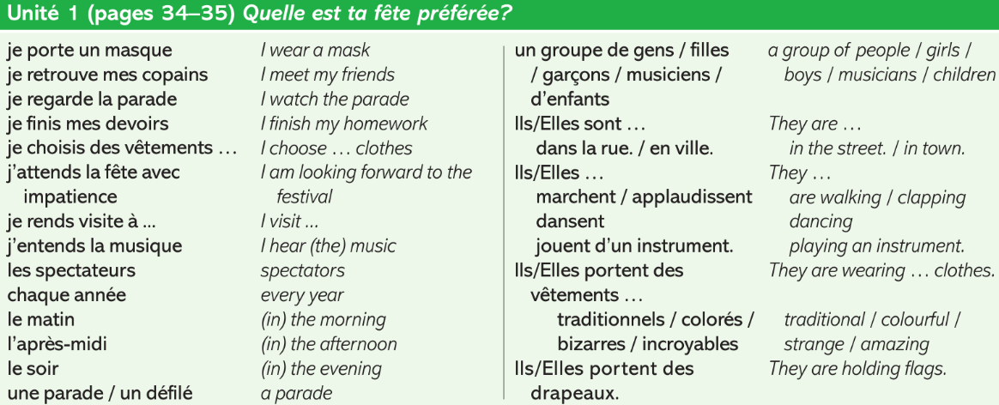 Unité 1 (pages 34–35) Quelle est ta fête préférée?
je porte un masque I wear a mask
je retrouve mes copains I meet my friends
je regarde la parade I watch the parade
je finis mes devoirs I finish my homework
je choisis des vêtements … I choose … clothes
j'attends la fête avec I am looking forward to the
impatience festival
je rends visite à ... I visit ...
j'entends la musique I hear (the) music
les spectateurs spectators
chaque année every year
le matin (in) the morning
l'après-midi (in) the afternoon
le soir (in) the evening
une parade / un défilé a parade
un groupe de gens / filles a group of people / girls /
/ garçons / musiciens / boys / musicians / children
d'enfants
Ils/Elles sont … They are …
dans la rue. / en ville. in the street. / in town.
Ils/Elles … They …
marchent / applaudissent are walking / clapping
dansent dancing
jouent d'un instrument. playing an instrument.
Ils/Elles portent des They are wearing … clothes.
vêtements …
traditionnels / colorés / traditional / colourful /
bizarres / incroyables strange / amazing
Ils/Elles portent des They are holding flags.
drapeaux.